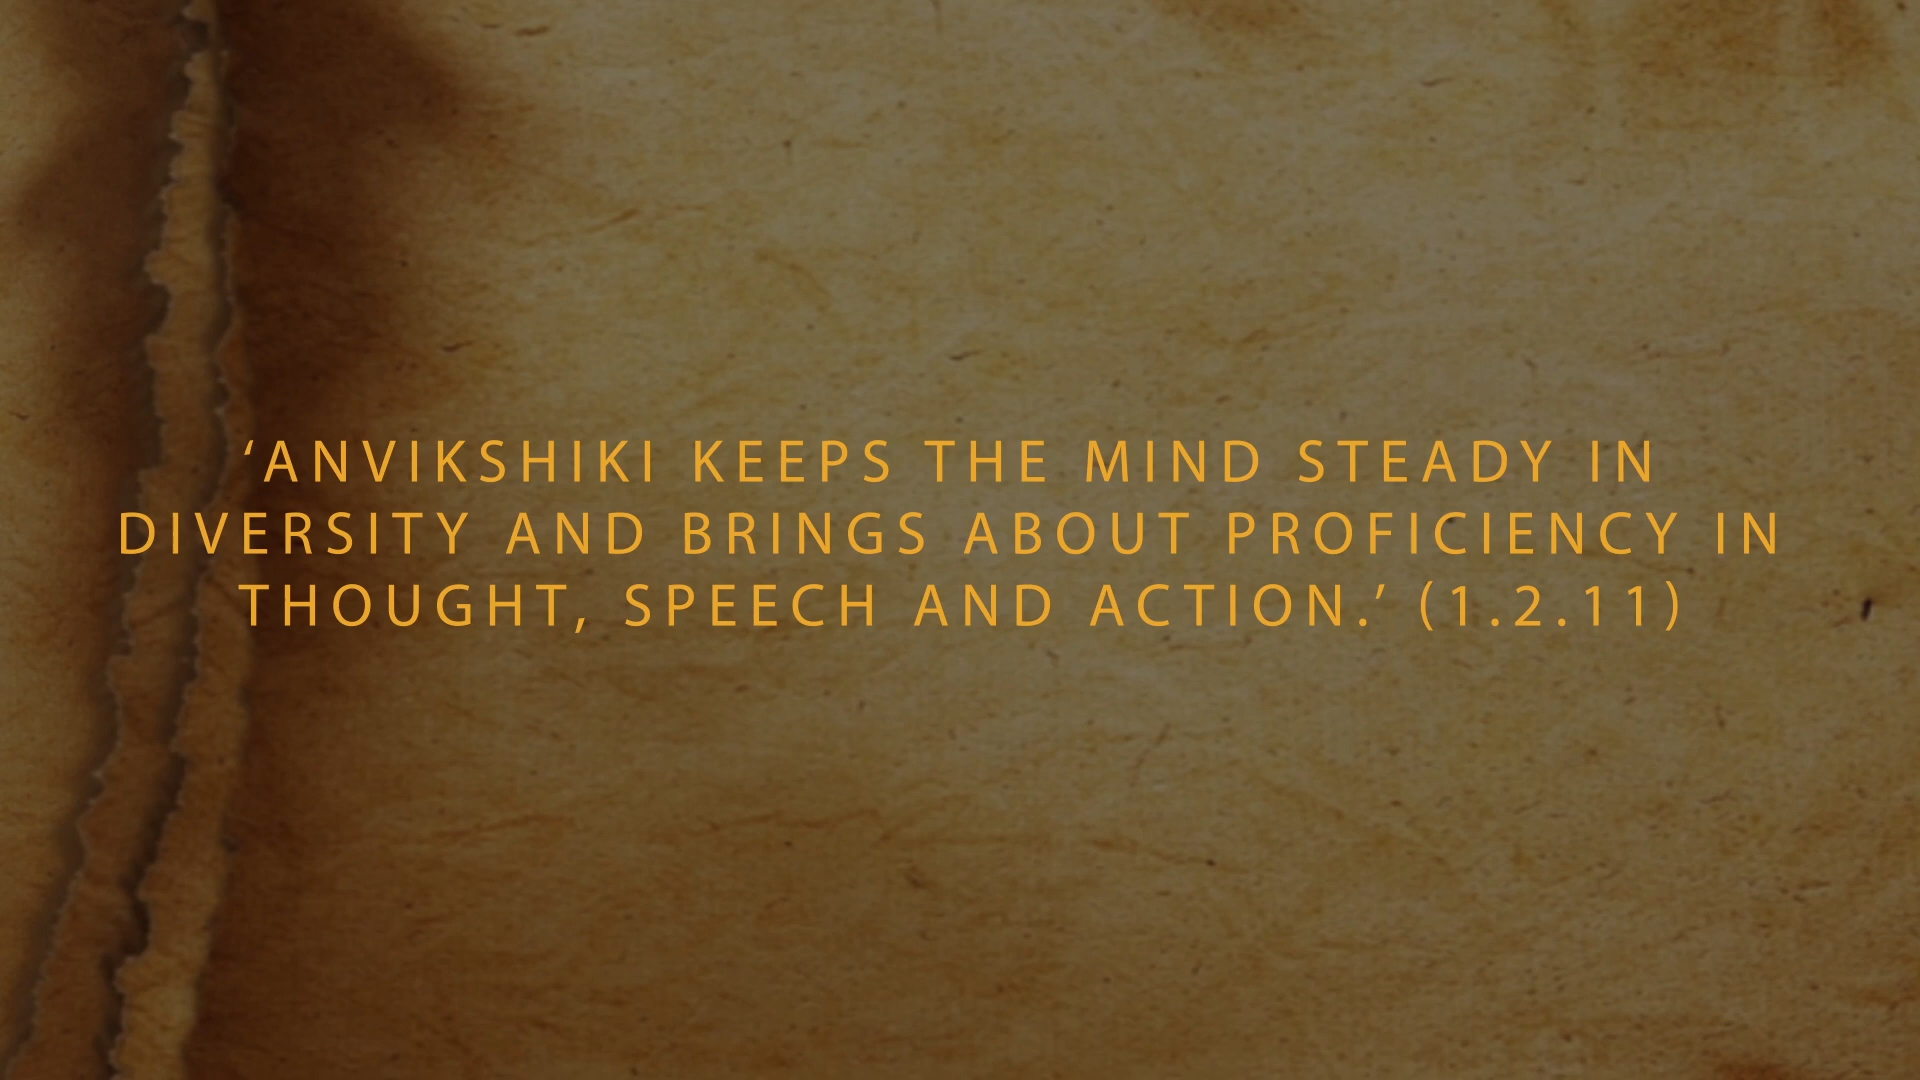 ‘ANVIKSHIKI KEEPS THE MIND STEADY IN
DIVERSITY AND BRINGS ABOUT PROFICIENCY IN
THOUGHT, SPEECH AND ACTION.’ (1.2.11)